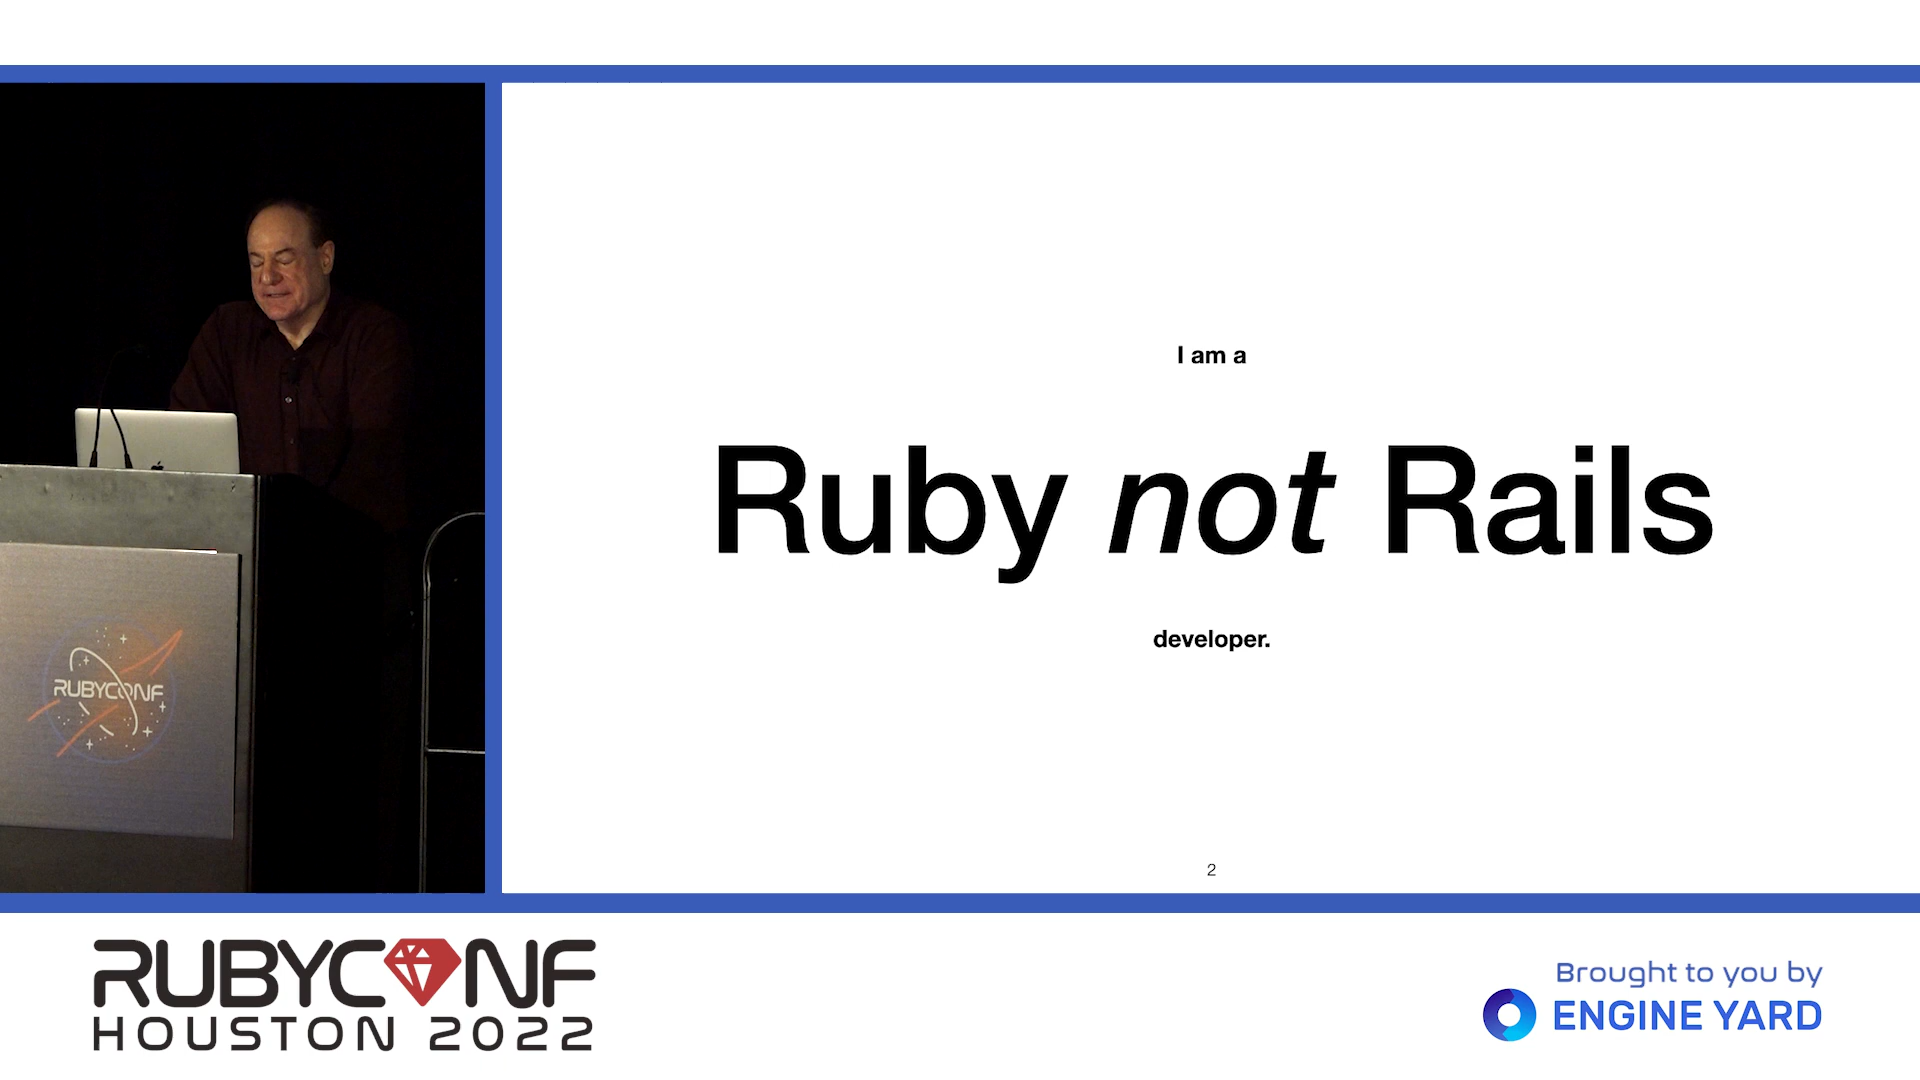 I am a
Ruby not Rails
developer.
2
RUBYCONF
RUBYCONF
HOUSTON 2022
Brought to you by
ENGINE YARD